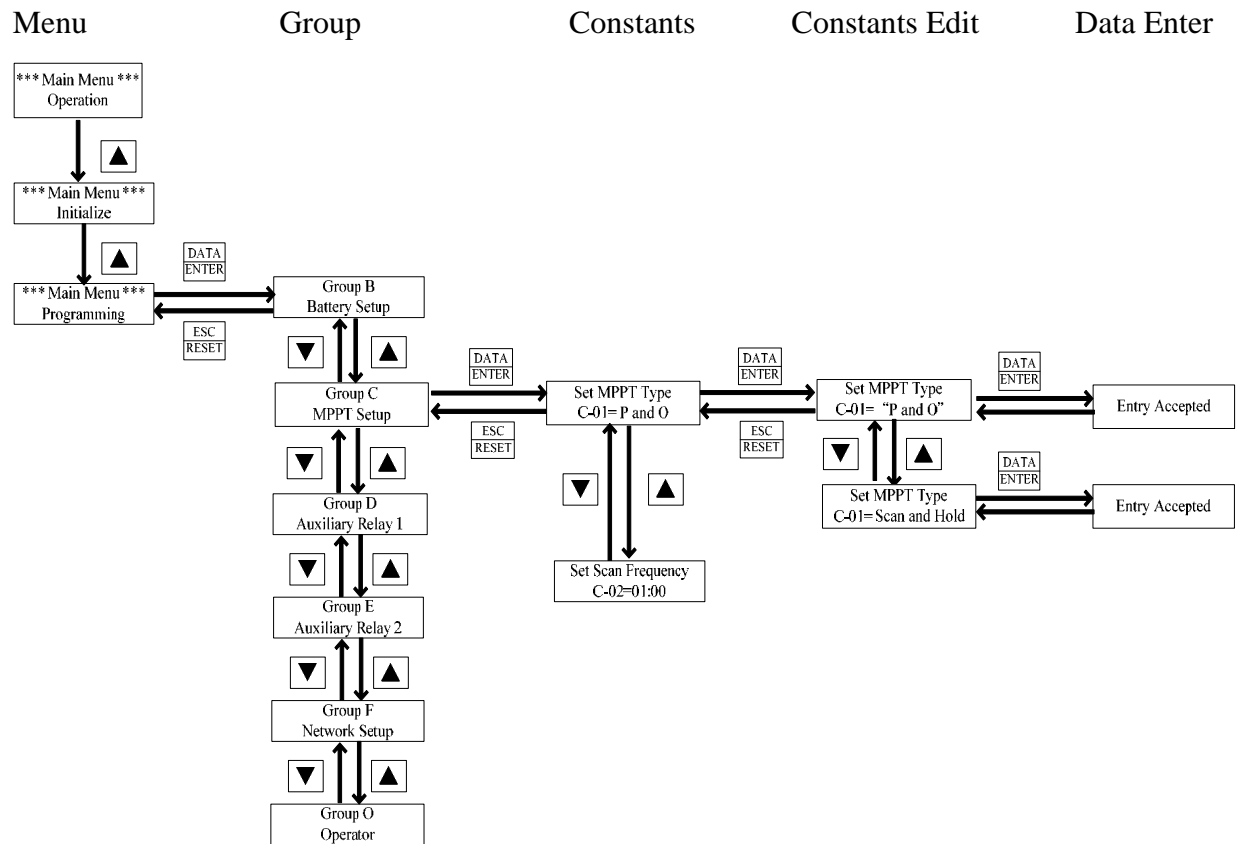 Menu Group Constants Constants Edit Data Enter
*** Main Menu ***
Operation
*** Main Menu ***
Initialize
*** Main Menu ***
Programming
DATA
ENTER
ESC
RESET
Group B
Battery Setup
Group C
MPPT Setup
Group D
Auxiliary Relay 1
Group E
Auxiliary Relay 2
Group F
Network Setup
Group O
Operator
DATA
ENTER
ESC
RESET
Set MPPT Type
C-01= P and O
Set Scan Frequency
C-02=01:00
DATA
ENTER
ESC
RESET
Set MPPT Type
C-01= “P and O”
Set MPPT Type
C-01=Scan and Hold
DATA
ENTER
Entry Accepted
DATA
ENTER
Entry Accepted